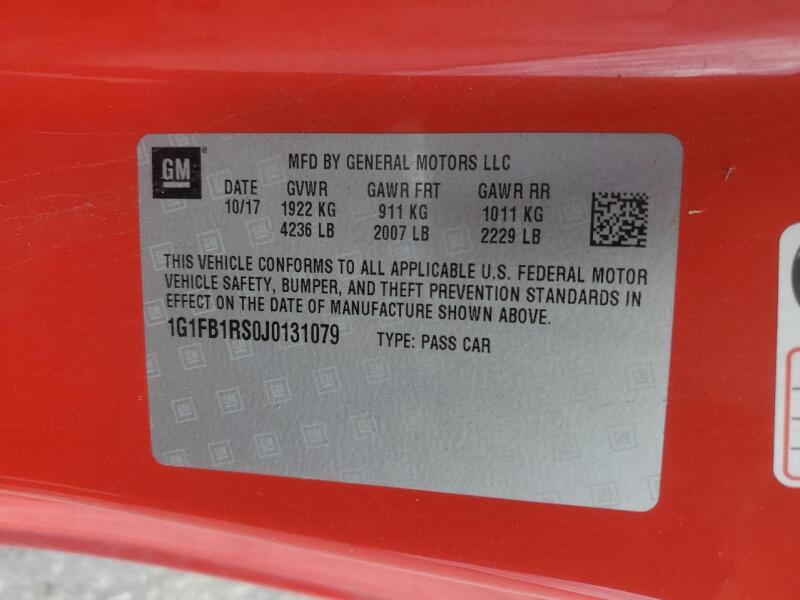 GM
MFD BY GENERAL MOTORS LLC
DATE GVWR GAWR FRT GAWR RR
10/17 1922 KG 911 KG 1011 KG
4236 LB 2007 LB 2229 LB
THIS VEHICLE CONFORMS TO ALL APPLICABLE U.S. FEDERAL MOTOR
VEHICLE SAFETY, BUMPER, AND THEFT PREVENTION STANDARDS IN
EFFECT ON THE DATE OF MANUFACTURE SHOWN ABOVE.
1G1FB1RS0J0131079 TYPE: PASS CAR